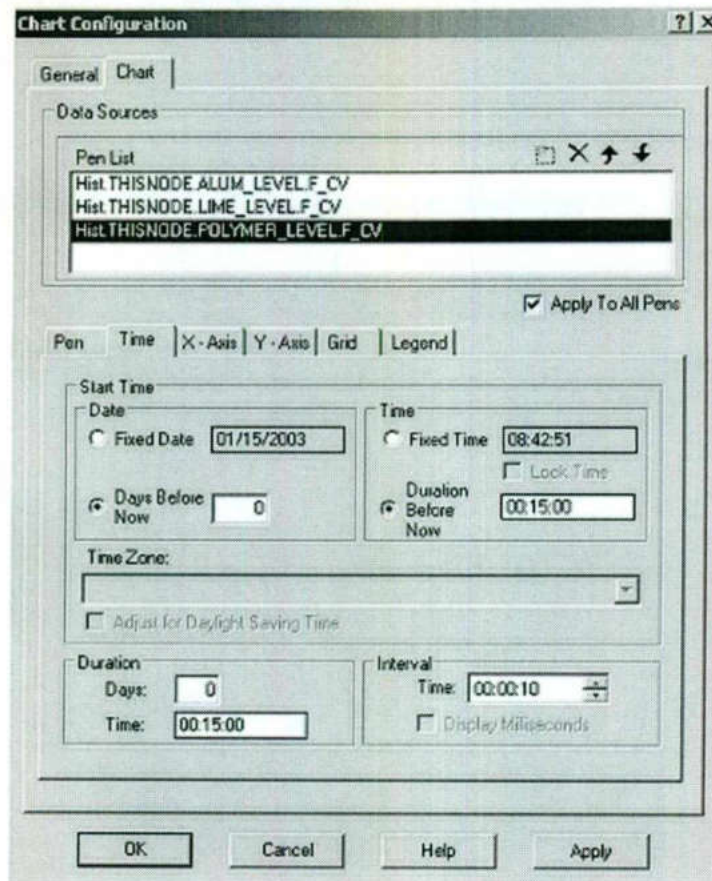 Chart Configuration
General Chart
Data Sources
Pen List
Hist.THISNODE.ALUM_LEVEL.F_CV
Hist.THISNODE.LIME_LEVEL.F_CV
Hist.THISNODE.POLYMER_LEVEL.F_CV
Apply To All Pens
Pen Time X - Axis Y - Axis Grid Legend
Start Time
Date Time
Fixed Date 01/15/2003 Fixed Time 08:42:51
Lock Time
Days Before Now 0 Duration Before Now 00:15:00
Time Zone:
Adjust for Daylight Saving Time
Duration Interval
Days: 0 Time: 00:00:10
Time: 00:15:00 Display Milliseconds
OK Cancel Help Apply